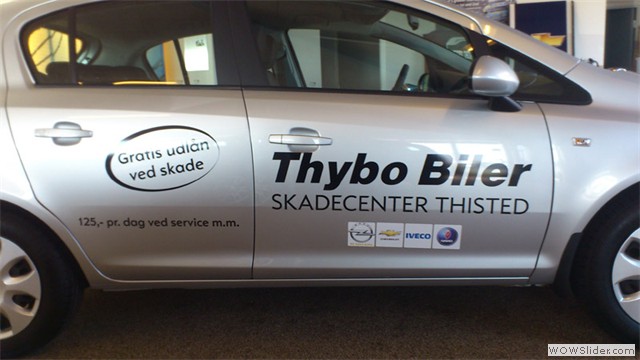 Gratis udlån
ved skade
125,- pr. dag ved service m.m.
Thybo Biler
SKADECENTER THISTED
IVECO
WOWSlider.com